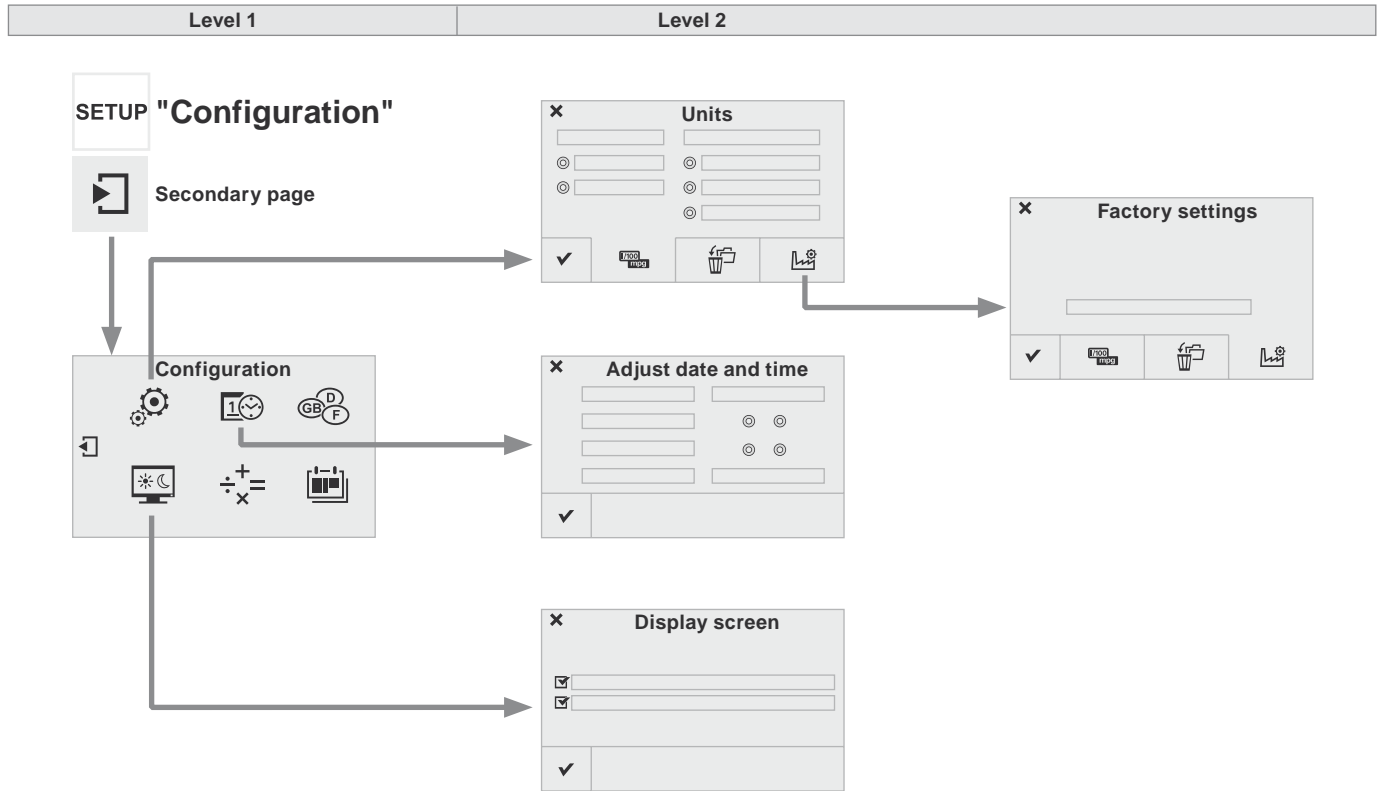 Level 1
Level 2
SETUP "Configuration"
Secondary page
Units
l/100
mpg
Factory settings
l/100
mpg
Configuration
1
GB D F
Adjust date and time
Display screen